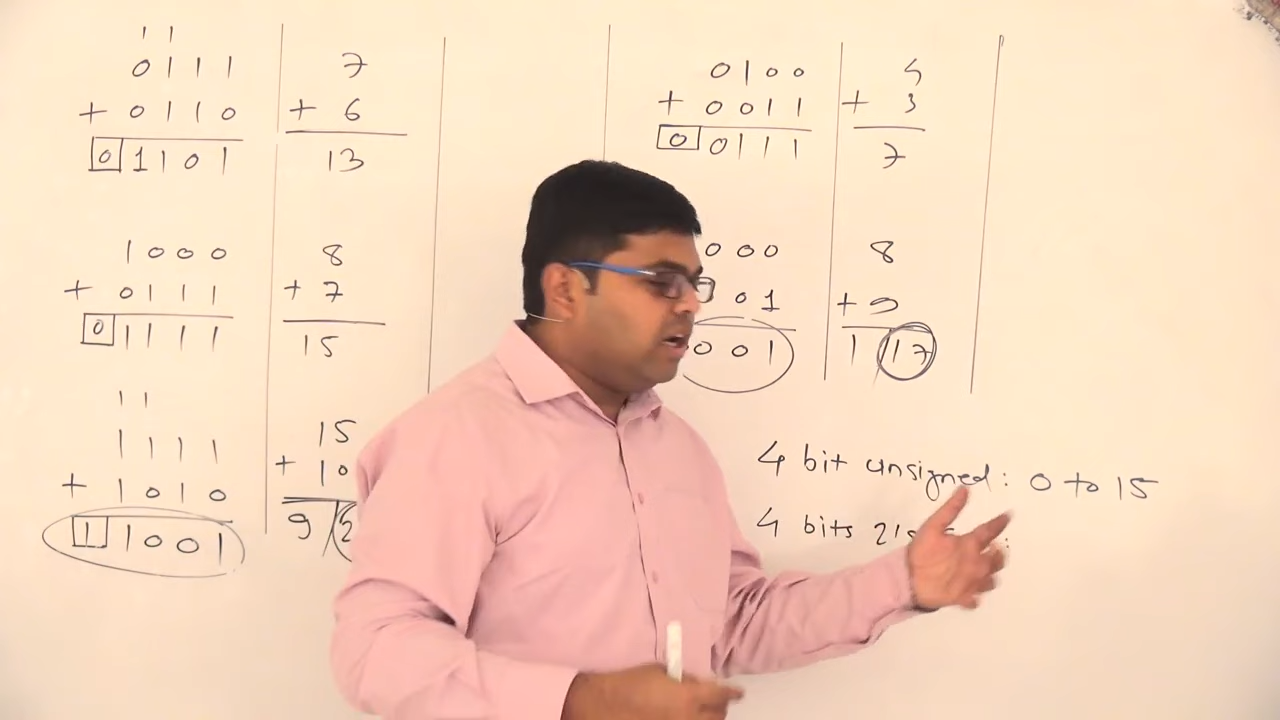 1 1
0 1 1 1 7
+ 0 1 1 0 + 6
0 1 1 0 1 13
1 0 0 0 8
+ 0 1 1 1 + 7
0 1 1 1 1 15
1 1
1 1 1 1 15
+ 1 0 1 0 + 10
1 1 0 0 1 9
0 1 0 0 4
+ 0 0 1 1 + 3
0 0 1 1 1 7
0 0 0 8
0 1 + 9
0 0 1 1 17
4 bit unsigned: 0 to 15
4 bits 2's :